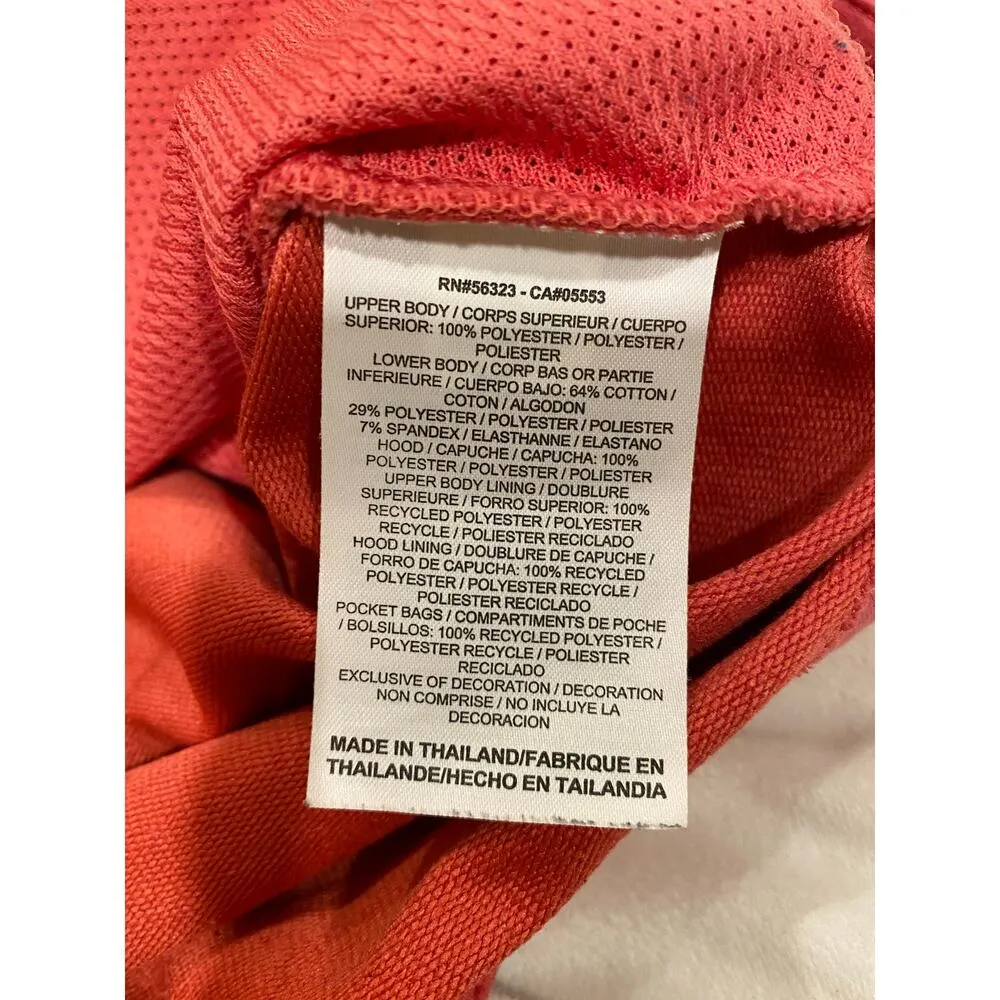 RN#56323 - CA#05553
UPPER BODY / CORPS SUPERIEUR / CUERPO
SUPERIOR: 100% POLYESTER / POLYESTER /
POLIESTER
LOWER BODY / CORP BAS OR PARTIE
INFERIEURE / CUERPO BAJO: 64% COTTON /
COTON / ALGODON
29% POLYESTER / POLYESTER / POLIESTER
7% SPANDEX / ELASTHANNE / ELASTANO
HOOD / CAPUCHE / CAPUCHA: 100%
POLYESTER / POLYESTER / POLIESTER
UPPER BODY LINING / DOUBLURE
SUPERIEURE / FORRO SUPERIOR: 100%
RECYCLED POLYESTER / POLYESTER
RECYCLE / POLIESTER RECICLADO
HOOD LINING / DOUBLURE DE CAPUCHE /
FORRO DE CAPUCHA: 100% RECYCLED
POLYESTER / POLYESTER RECYCLE /
POLIESTER RECICLADO
POCKET BAGS / COMPARTIMENTS DE POCHE
/ BOLSILLOS: 100% RECYCLED POLYESTER /
POLYESTER RECYCLE / POLIESTER
RECICLADO
EXCLUSIVE OF DECORATION / DECORATION
NON COMPRISE / NO INCLUYE LA
DECORACION
MADE IN THAILAND/FABRIQUE EN
THAILANDE/HECHO EN TAILANDIA